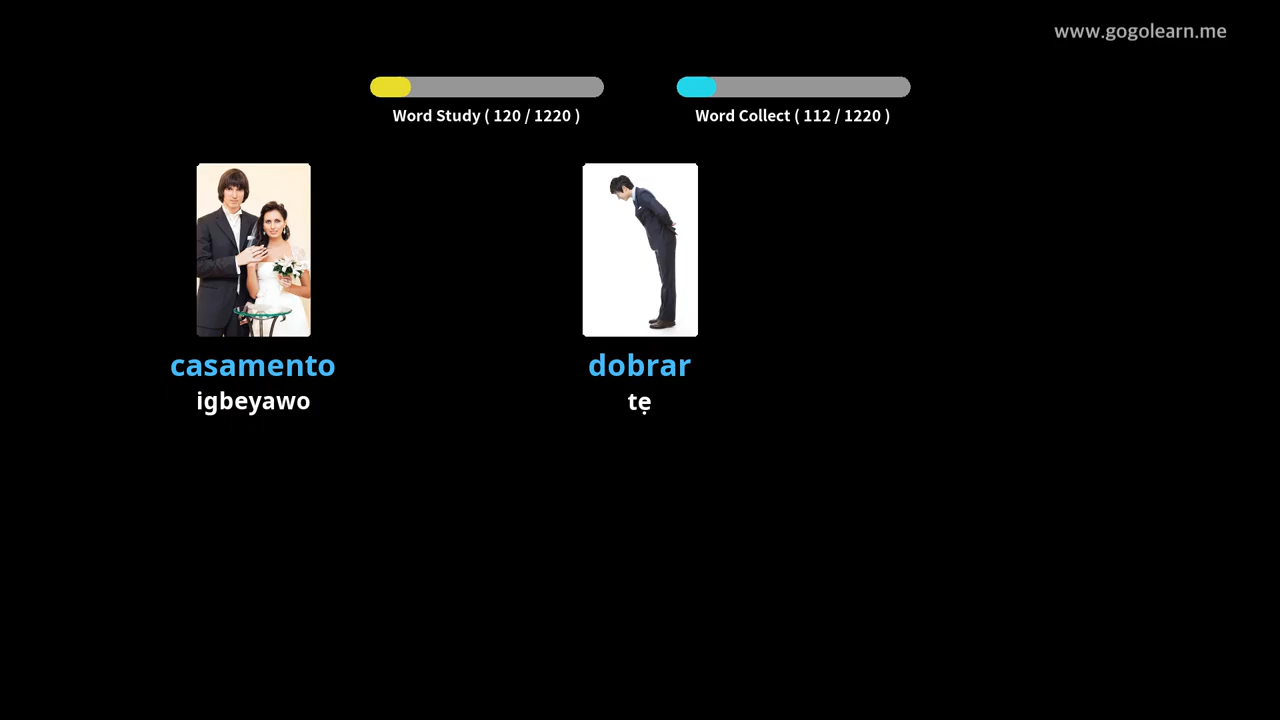 www.gogolearn.me
Word Study ( 120 / 1220 )
Word Collect ( 112 / 1220 )
casamento
igbeyawo
dobrar
tẹ